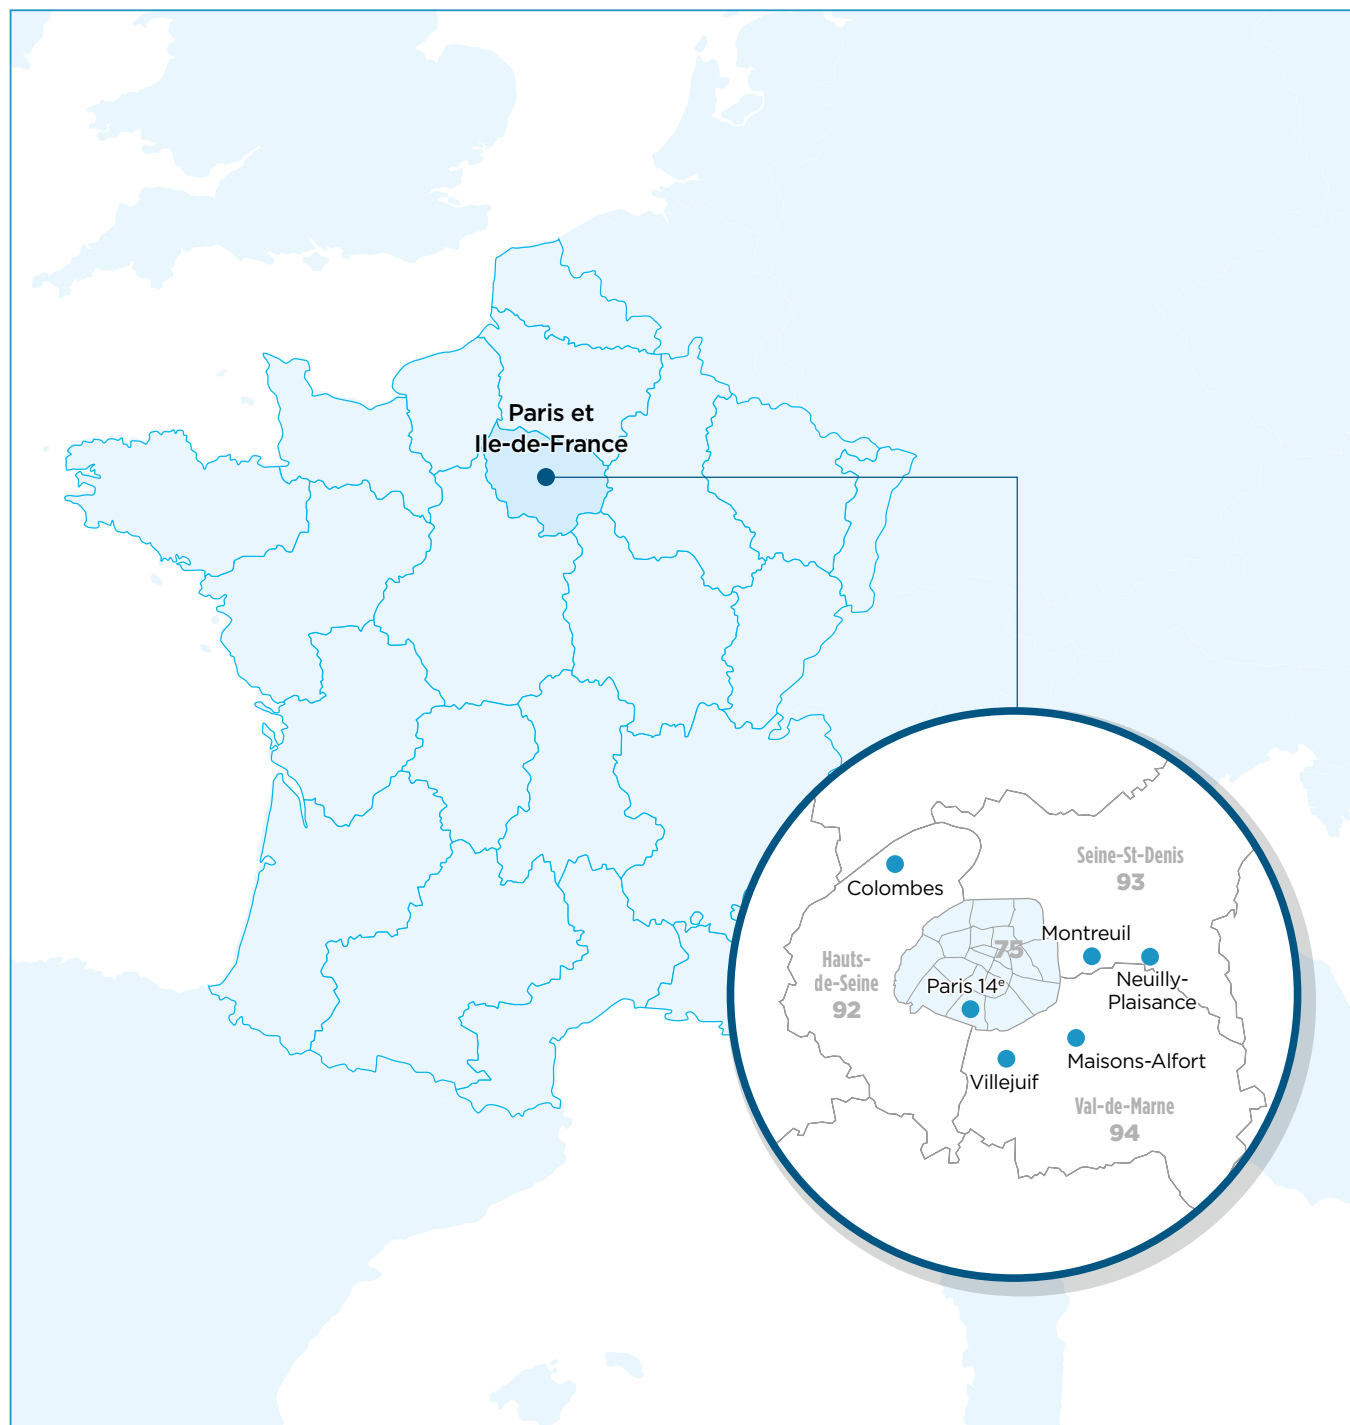 Paris et
Ile-de-France
Seine-St-Denis
93
Colombes
Montreuil
75
Hauts-
de-Seine
92
Paris 14e
Neuilly-
Plaisance
Maisons-Alfort
Villejuif
Val-de-Marne
94